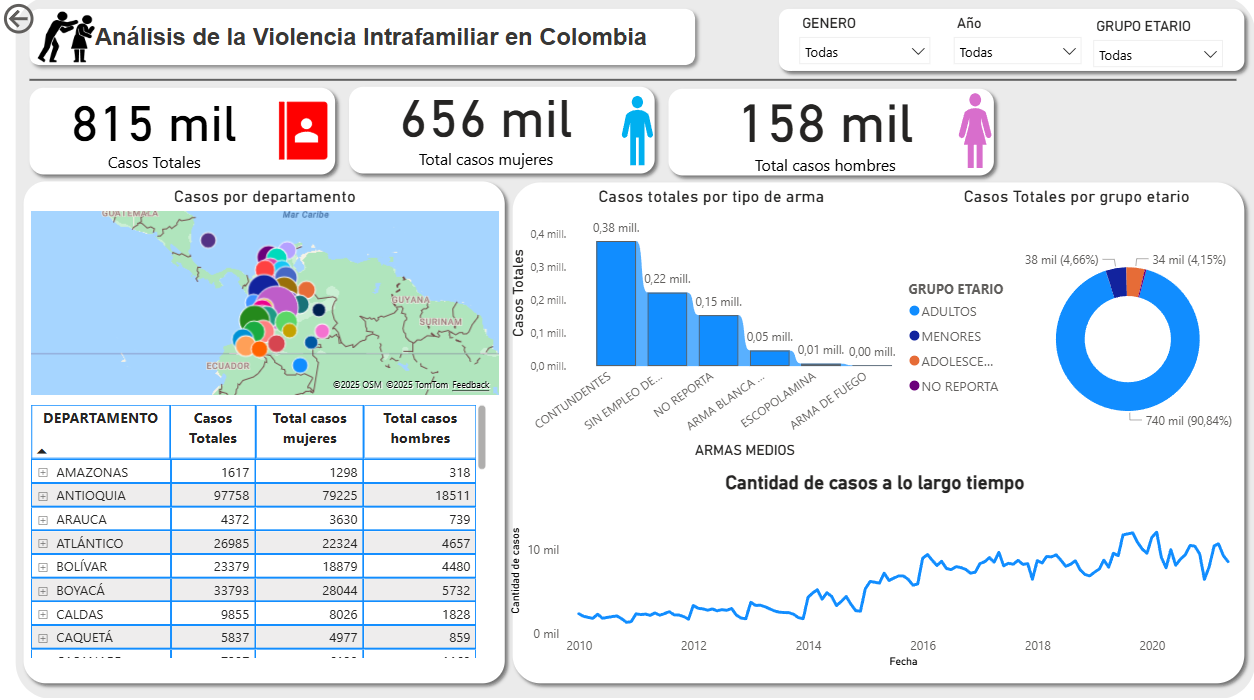 Análisis de la Violencia Intrafamiliar en Colombia
GENERO
Todas
Año
Todas
GRUPO ETARIO
Todas
815 mil
Casos Totales
656 mil
Total casos mujeres
158 mil
Total casos hombres
Casos por departamento
GUATEMALA
Mar Caribe
GUYANA
SURINAM
ECUADOR
©2025 OSM ©2025 TomTom Feedback
DEPARTAMENTO Casos Totales Total casos mujeres Total casos hombres
AMAZONAS 1617 1298 318
ANTIOQUIA 97758 79225 18511
ARAUCA 4372 3630 739
ATLÁNTICO 26985 22324 4657
BOLÍVAR 23379 18879 4480
BOYACÁ 33793 28044 5732
CALDAS 9855 8026 1828
CAQUETÁ 5837 4977 859
Casos totales por tipo de arma
Casos Totales
0,4 mill.
0,3 mill.
0,2 mill.
0,1 mill.
0,0 mill.
0,38 mill.
0,22 mill.
0,15 mill.
0,05 mill.
0,01 mill.
0,00 mill.
CONTUNDENTES
SIN EMPLEO DE...
NO REPORTA
ARMA BLANCA ...
ESCOPOLAMINA
ARMA DE FUEGO
ARMAS MEDIOS
Casos Totales por grupo etario
GRUPO ETARIO
ADULTOS
MENORES
ADOLESCE...
NO REPORTA
38 mil (4,66%)
34 mil (4,15%)
740 mil (90,84%)
Cantidad de casos a lo largo tiempo
Cantidad de casos
10 mil
0 mil
2010
2012
2014
2016
2018
2020
Fecha